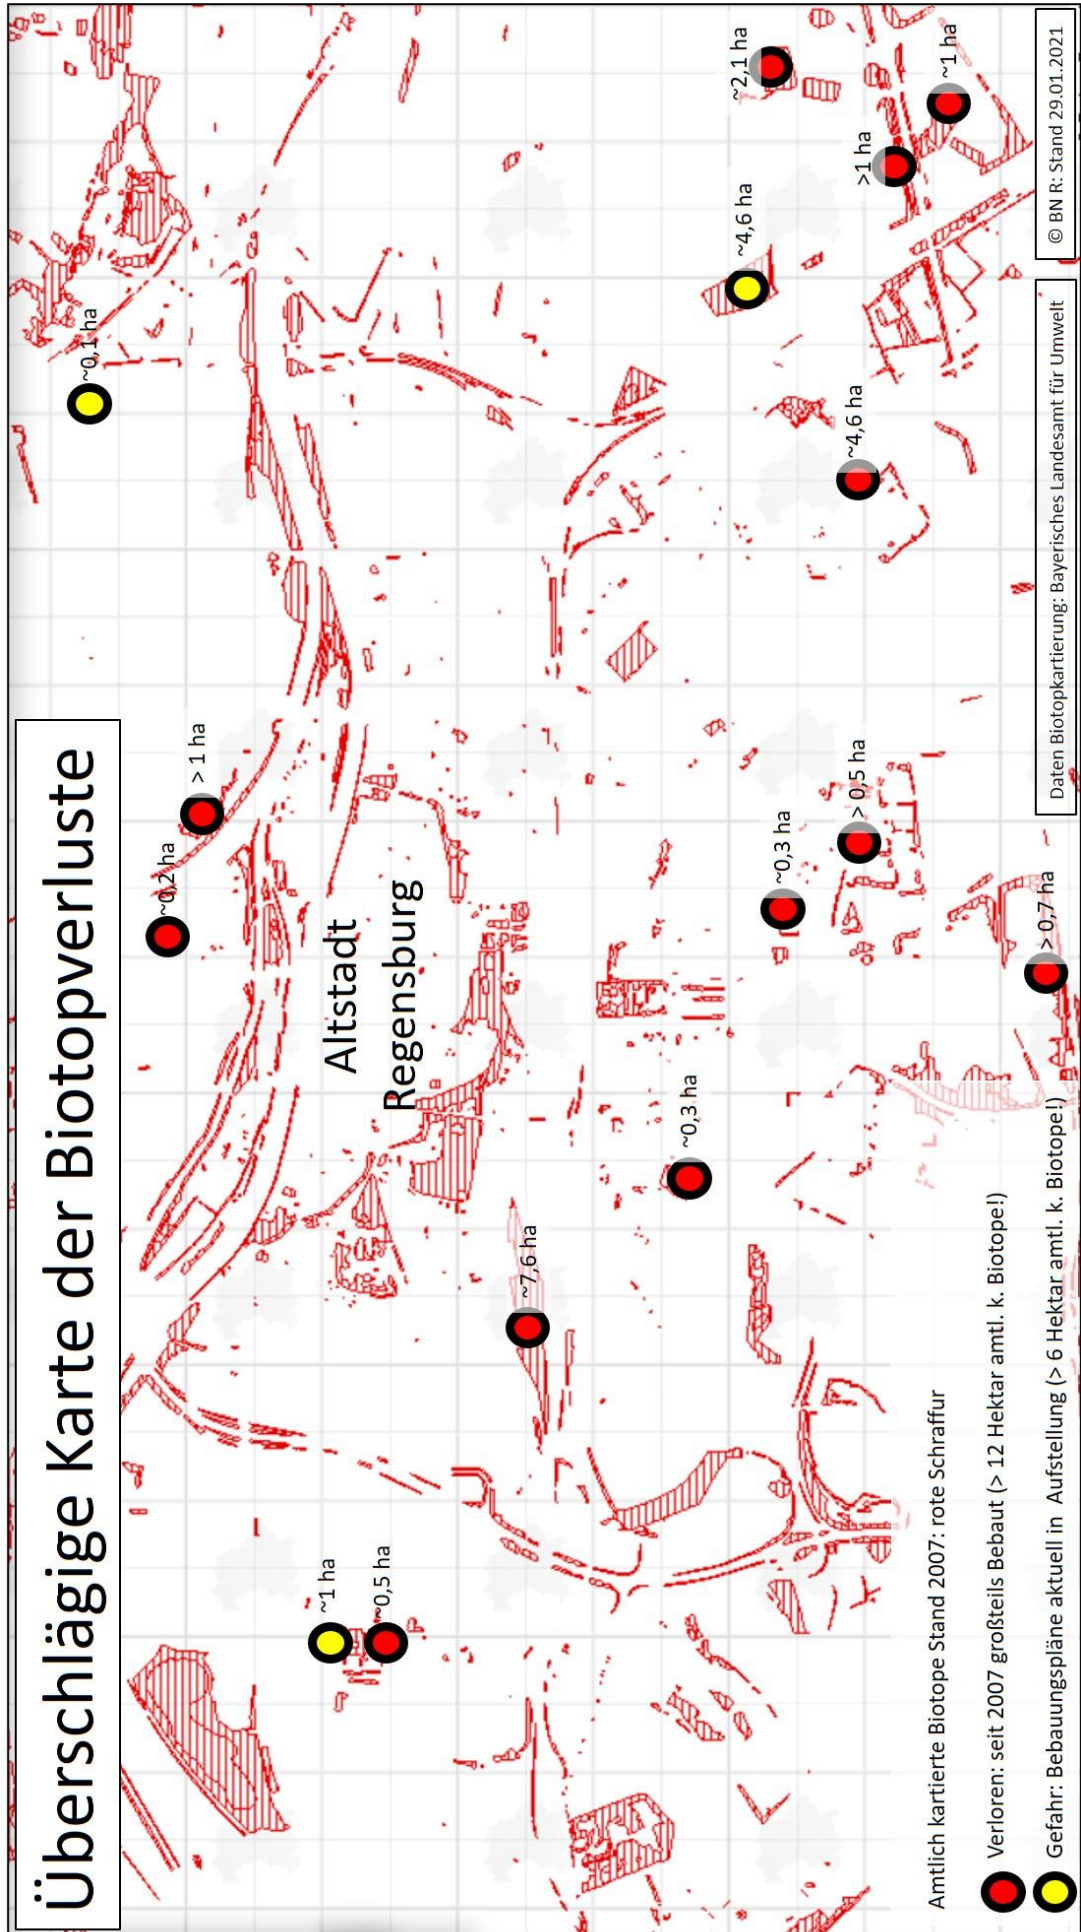 Überschlägige Karte der Biotopverluste
~0,2 ha
> 1 ha
~0,1 ha
~1 ha
~0,5 ha
Altstadt
Regensburg
~7,6 ha
~0,3 ha
~0,3 ha
> 0,5 ha
> 0,7 ha
~4,6 ha
~4,6 ha
~2,1 ha
>1 ha
~1 ha
Amtlich kartierte Biotope Stand 2007: rote Schraffur
Verloren: seit 2007 großteils Bebaut (> 12 Hektar amtl. k. Biotope!)
Gefahr: Bebauungspläne aktuell in Aufstellung (> 6 Hektar amtl. k. Biotope!)
Daten Biotopkartierung: Bayerisches Landesamt für Umwelt
© BN R: Stand 29.01.2021